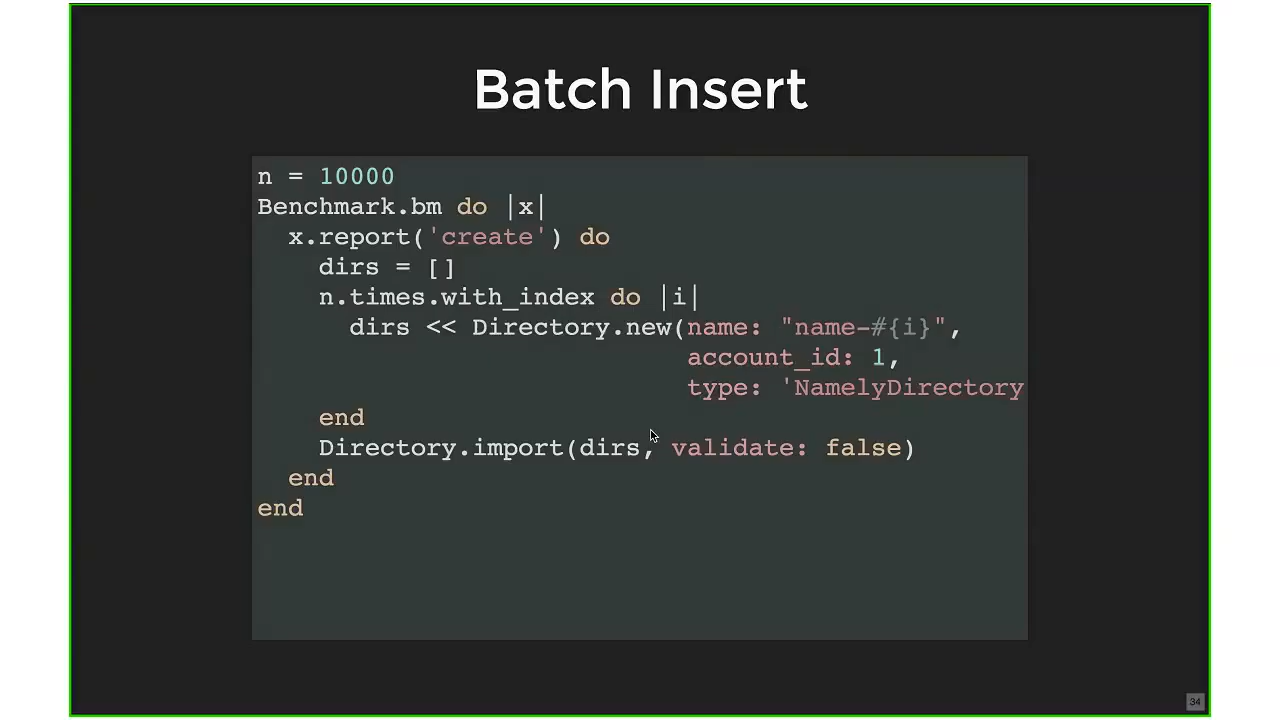 Batch Insert
n = 10000
Benchmark.bm do |x|
  x.report('create') do
    dirs = []
    n.times.with_index do |i|
      dirs << Directory.new(name: "name-#{i}",
                            account_id: 1,
                            type: 'NamelyDirectory
    end
    Directory.import(dirs, validate: false)
  end
end
34